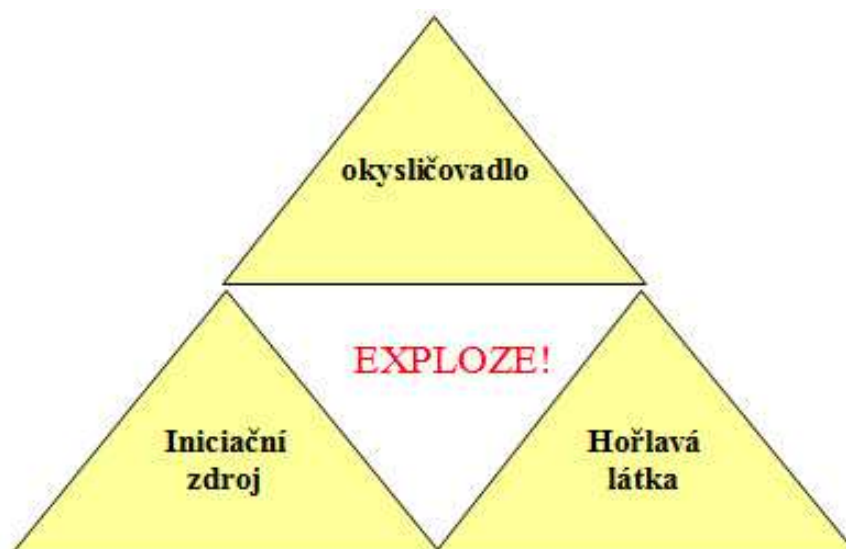 okysličovadlo
EXPLOZE!
Iniciační
zdroj
Hořlavá
látka